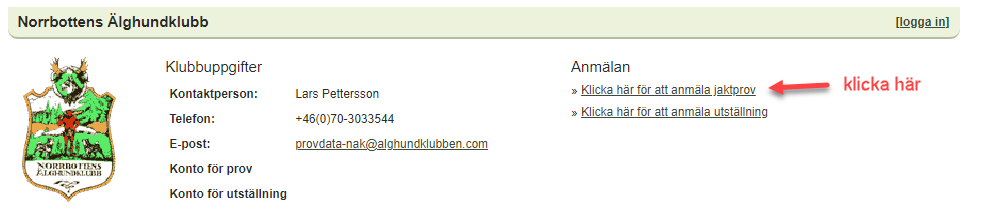 Norrbottens Älghundklubb
[logga in]
Klubbuppgifter
Kontaktperson: Lars Pettersson
Telefon: +46(0)70-3033544
E-post: provdata-nak@alghundklubben.com
Konto för prov
Konto för utställning
Anmälan
» Klicka här för att anmäla jaktprov
klicka här
» Klicka här för att anmäla utställning
NORRBOTTENS
ÄLGHUNDKLUBB